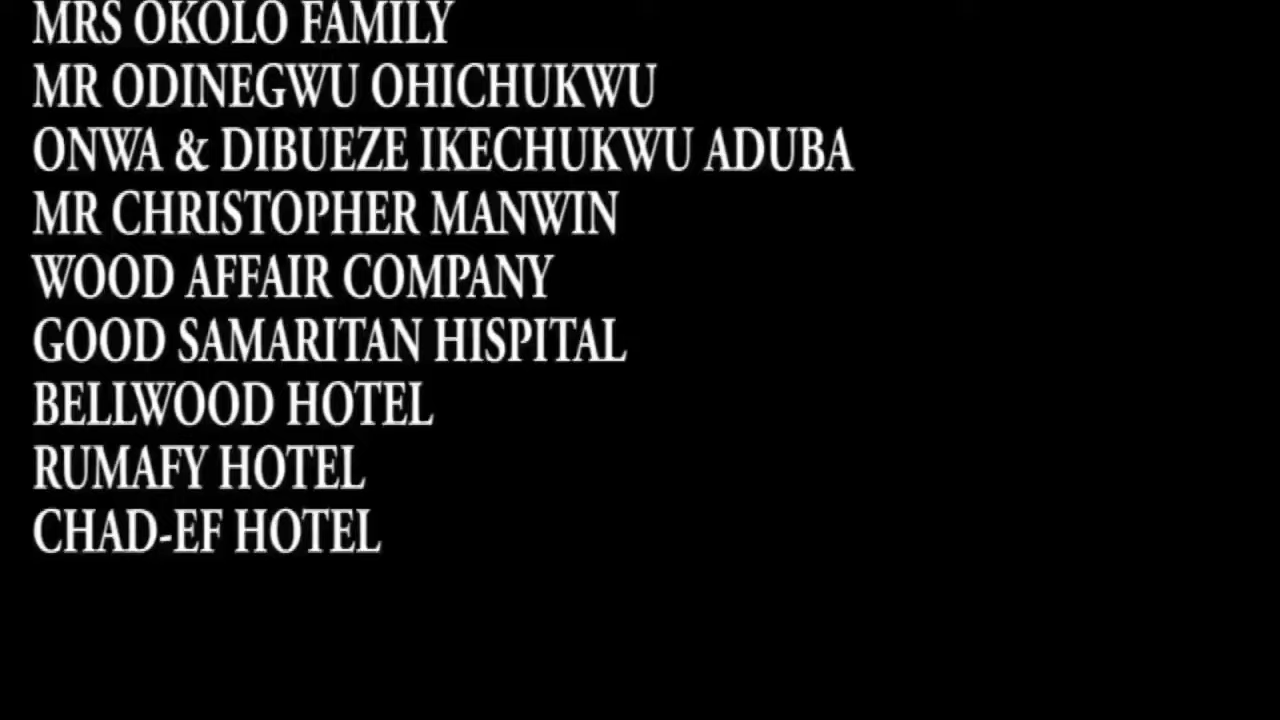 MRS OKOLO FAMILY
MR ODINEGWU OHICHUKWU
ONWA & DIBUEZE IKECHUKWU ADUBA
MR CHRISTOPHER MANWIN
WOOD AFFAIR COMPANY
GOOD SAMARITAN HISPITAL
BELLWOOD HOTEL
RUMAFY HOTEL
CHAD-EF HOTEL